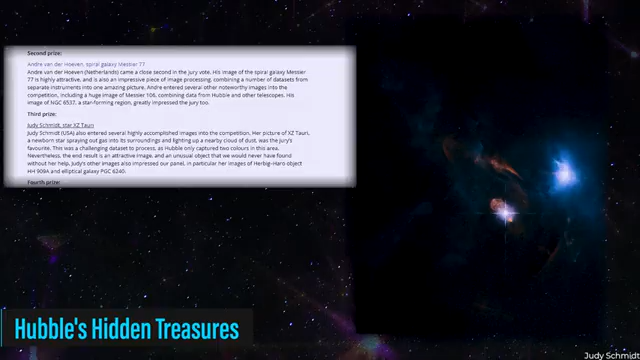 Second prize:
Andre van der Hoeven, spiral galaxy Messier 77
Andre van der Hoeven (Netherlands) came a close second in the jury vote. His image of the spiral galaxy Messier
77 is highly attractive, and is also an impressive piece of image processing, combining a number of datasets from
separate instruments into one amazing picture. Andre entered several other noteworthy images into the
competition, including a huge image of Messier 106, combining data from Hubble and other telescopes. His
image of NGC 6537, a star-forming region, greatly impressed the jury too.
Third prize:
Judy Schmidt, star XZ Tauri
Judy Schmidt (USA) also entered several highly accomplished images into the competition. Her picture of XZ Tauri,
a newborn star spraying out gas into its surroundings and lighting up a nearby cloud of dust, was the jury's
favourite. This was a challenging dataset to process, as Hubble only captured two colours in this area.
Nevertheless, the end result is an attractive image, and an unusual object that we would never have found
without her help. Judy's other images also impressed our panel, in particular her images of Herbig–Haro object
HH 909A and elliptical galaxy PGC 6240.
Fourth prize:
Hubble's Hidden Treasures
Judy Schmidt